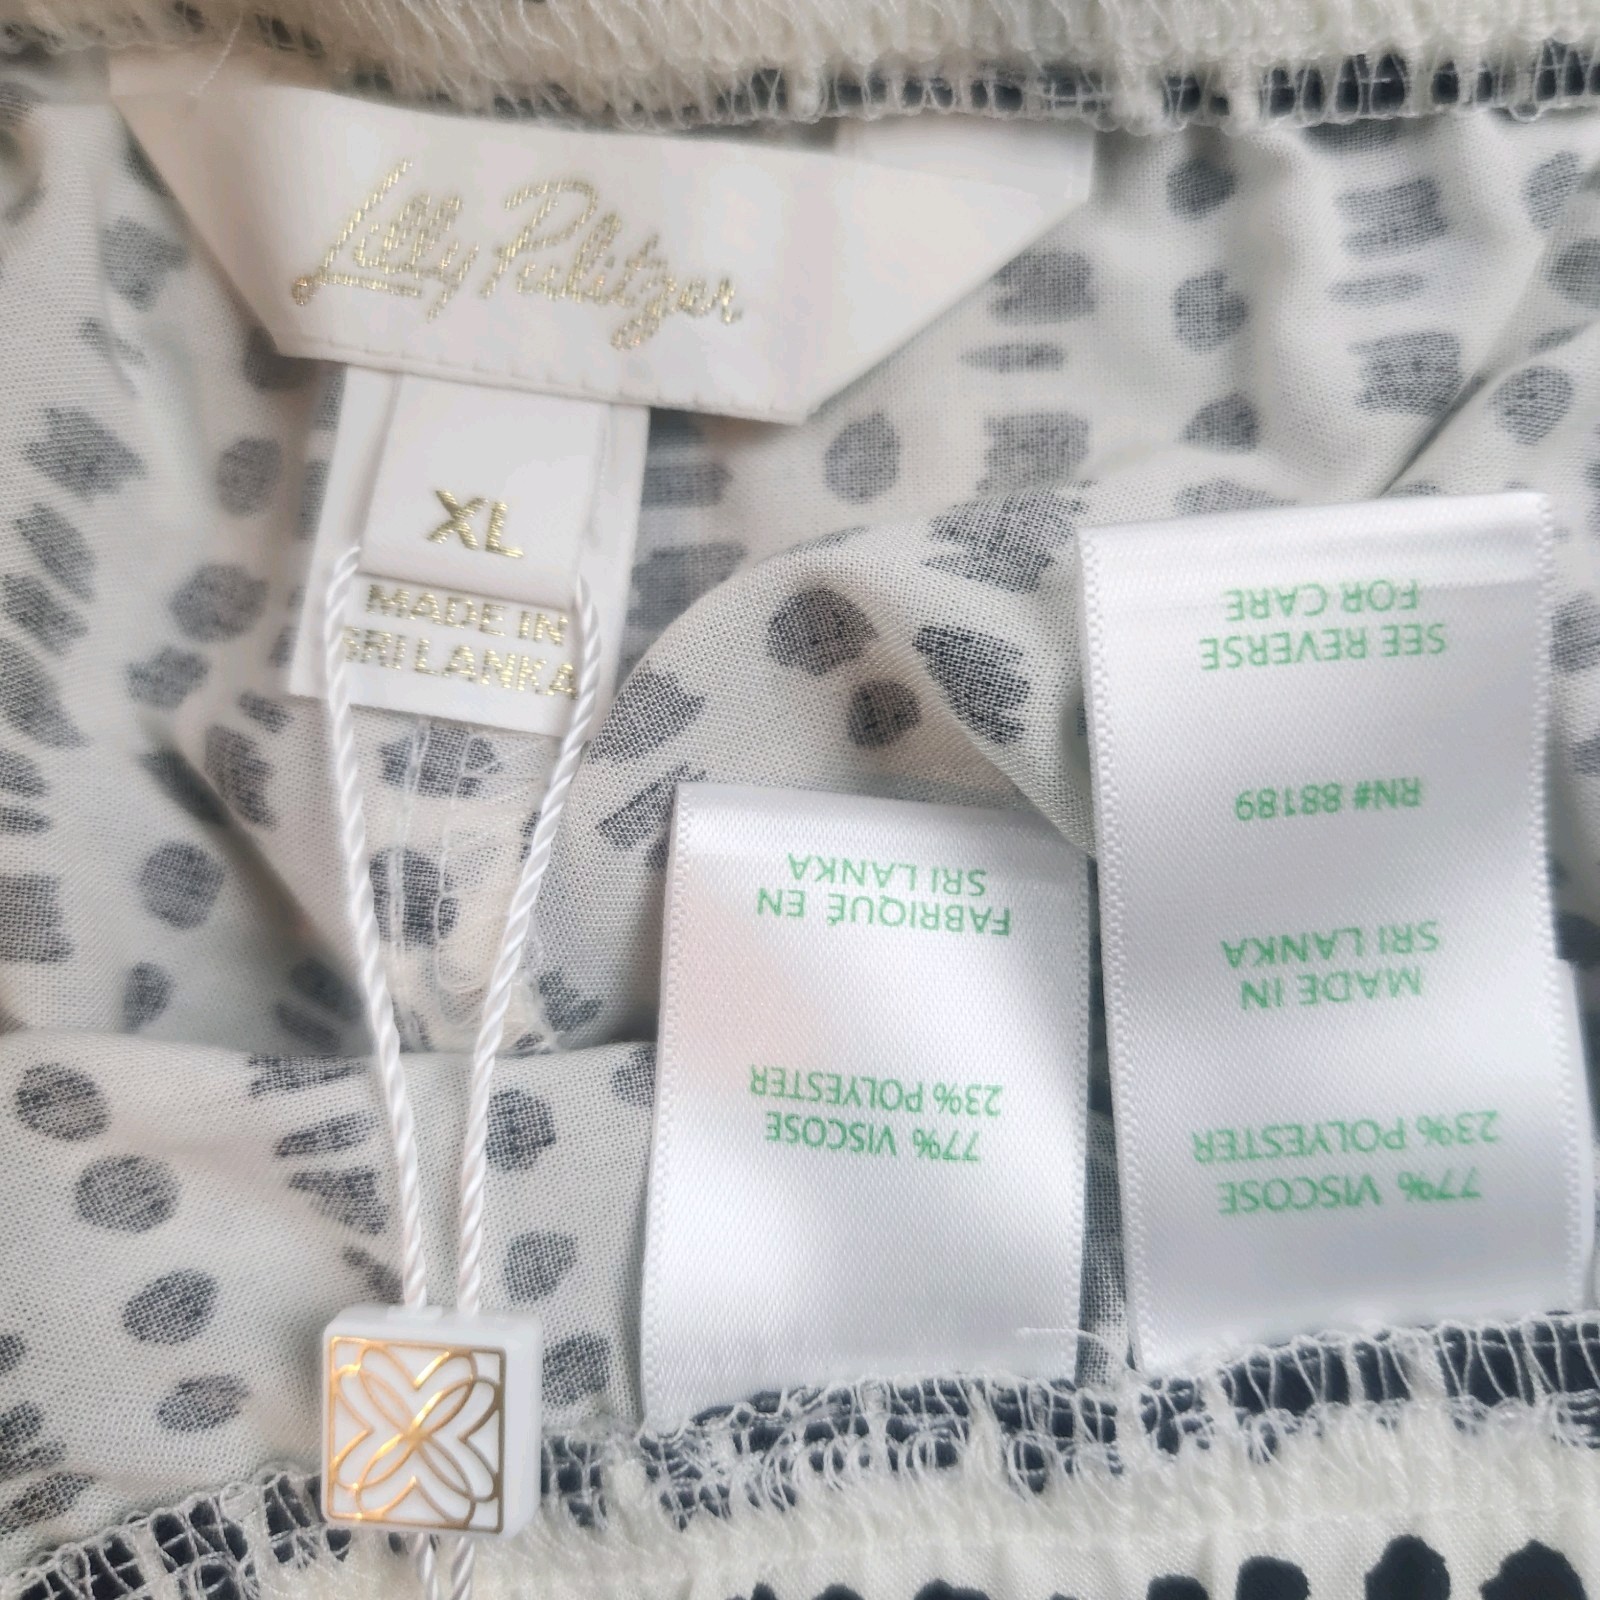 Lilly Pulitzer
XL
MADE IN
SRI LANKA
77% VISCOSE
23% POLYESTER
FABRIQUÉ EN
SRI LANKA
77% VISCOSE
23% POLYESTER
MADE IN
SRI LANKA
RN# 88189
SEE REVERSE
FOR CARE